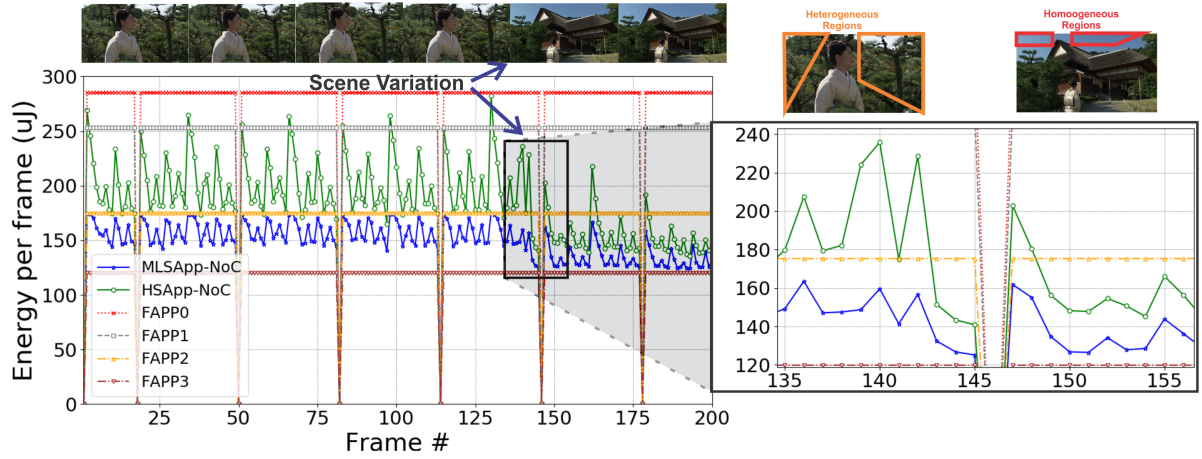 Heterogeneous
Regions
Homoogeneous
Regions
Scene Variation
Energy per frame (uJ)
300
250
200
150
100
50
0
MLSApp-NoC
HSApp-NoC
FAPP0
FAPP1
FAPP2
FAPP3
25 50 75 100 125 150 175 200
Frame #
240
220
200
180
160
140
120
135 140 145 150 155